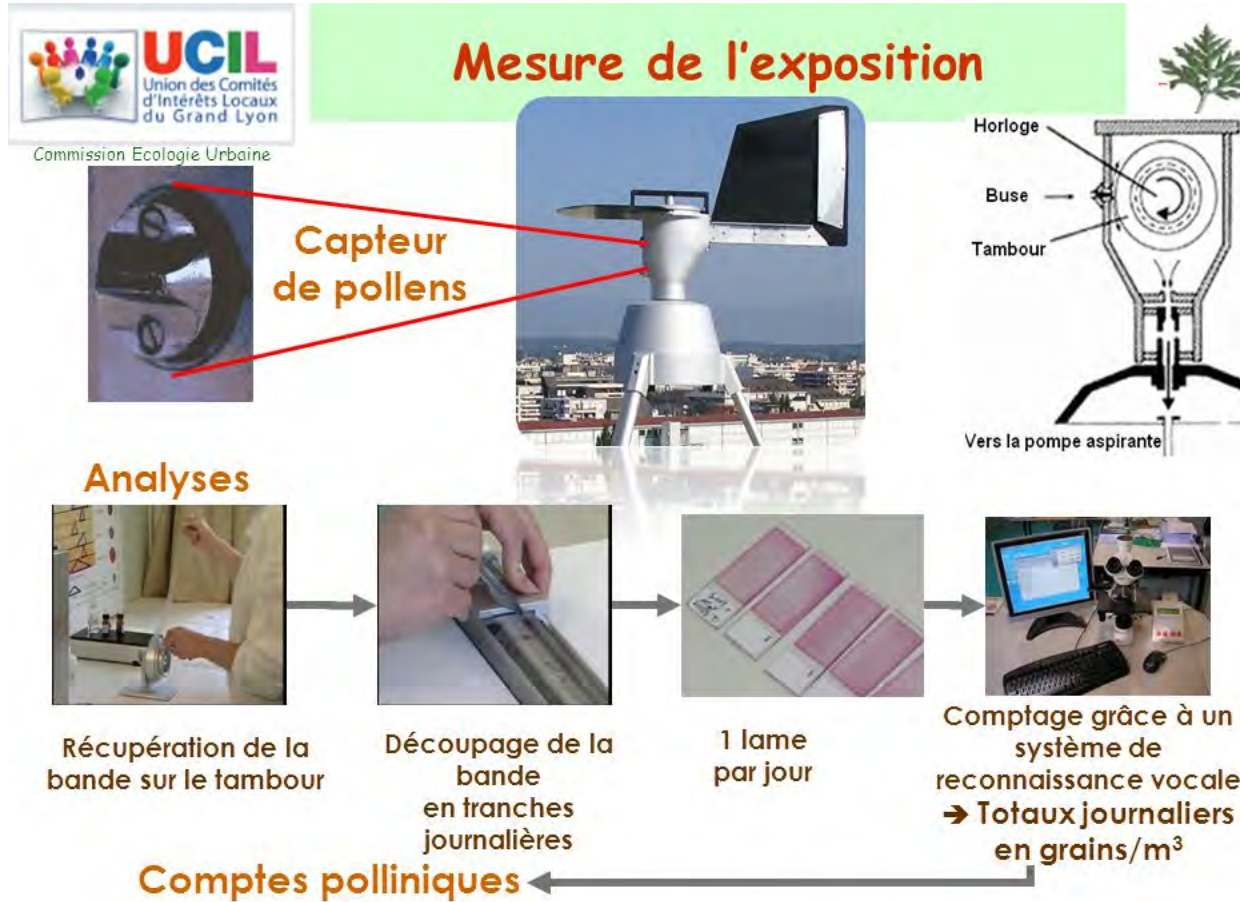 UCIL
Union des Comités
d'Intérêts Locaux
du Grand Lyon
Commission Ecologie Urbaine
Mesure de l'exposition
Capteur
de pollens
Horloge
Buse
Tambour
Vers la pompe aspirante
Analyses
Récupération de la
bande sur le tambour
Découpage de la
bande
en tranches
journalières
1 lame
par jour
Comptage grâce à un
système de
reconnaissance vocale
➔ Totaux journaliers
en grains/m³
Comptes polliniques